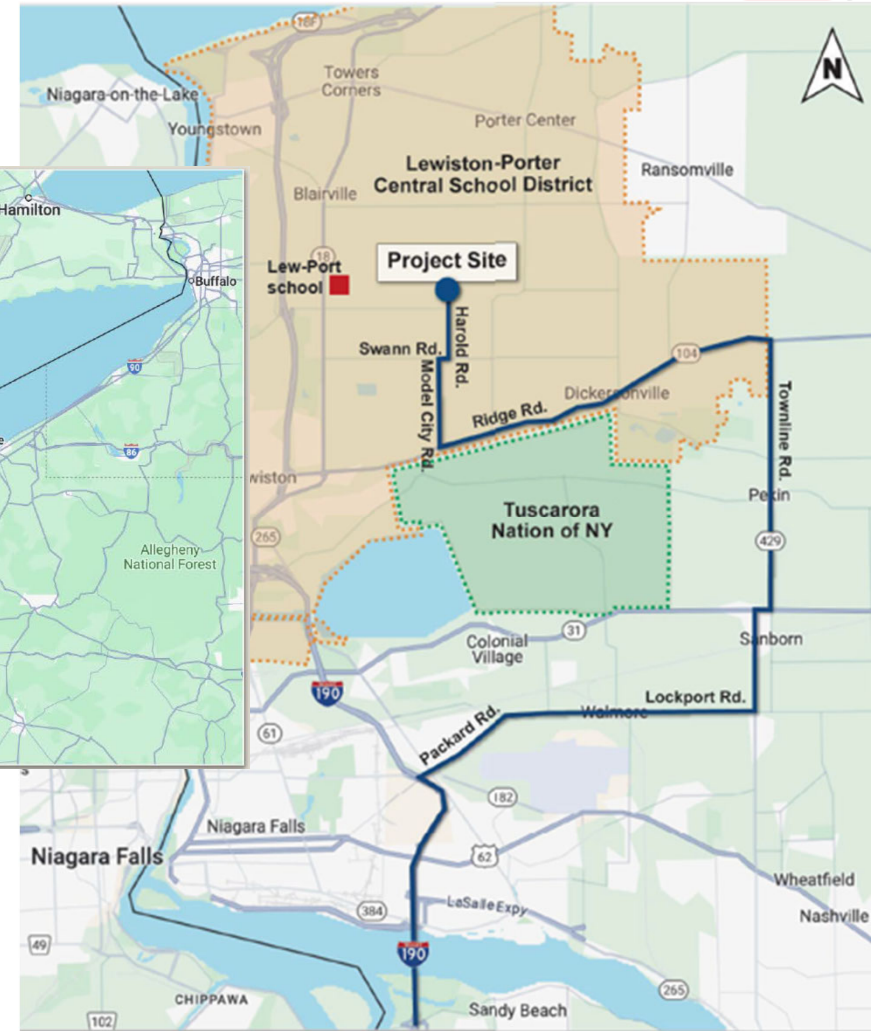 18F
N
Towers
Corners
Niagara-on-the-Lake
Youngstown
Porter Center
Lewiston-Porter
Central School District
Ransomville
Blairville
Hamilton
Buffalo
18
Lew-Port
school
Project Site
Harold Rd.
Swann Rd.
Model City Rd.
104
90
Dickersonville
Ridge Rd.
Townline Rd.
86
wiston
Pekin
Tuscarora
Nation of NY
265
429
Allegheny
National Forest
31
Colonial
Village
Sanborn
190
Lockport Rd.
Walmore
Packard Rd.
61
182
Niagara Falls
Niagara Falls
62
Wheatfield
384
LaSalle Expy
Nashville
49
190
265
CHIPPAWA
Sandy Beach
102